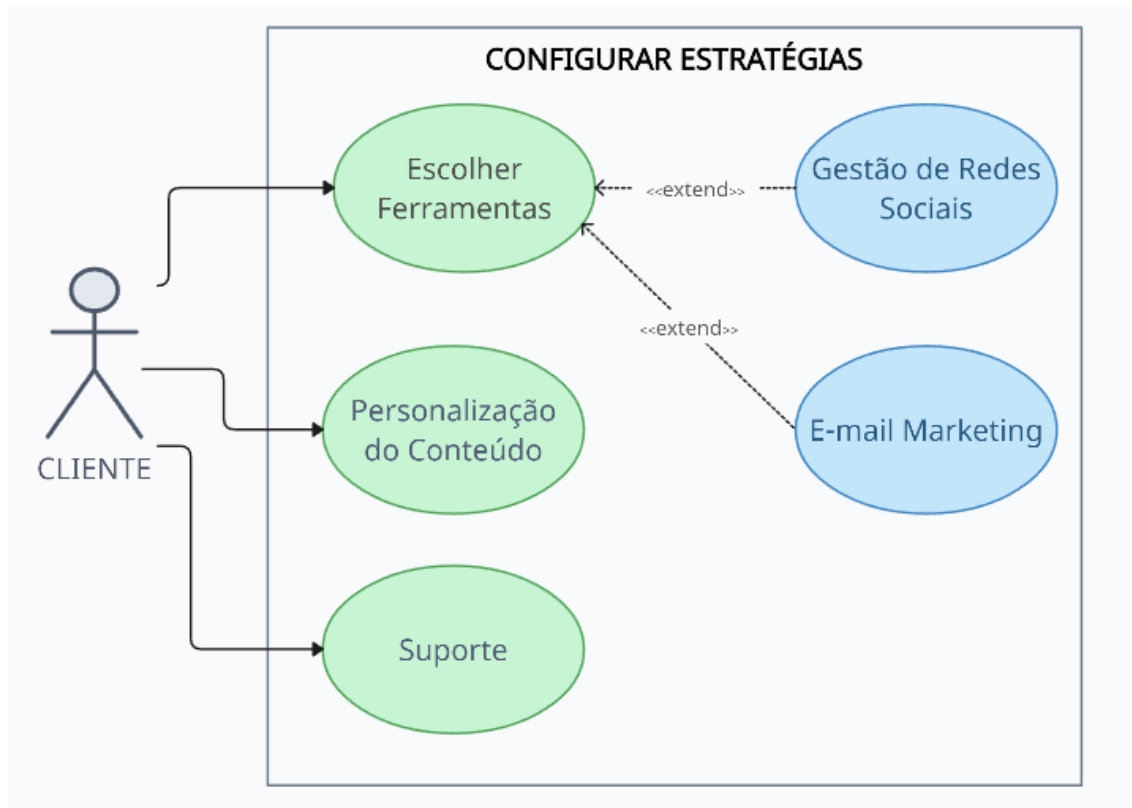 CONFIGURAR ESTRATÉGIAS
Escolher
Ferramentas
<<extend>>
Gestão de Redes
Sociais
<<extend>>
Personalização
do Conteúdo
E-mail Marketing
CLIENTE
Suporte